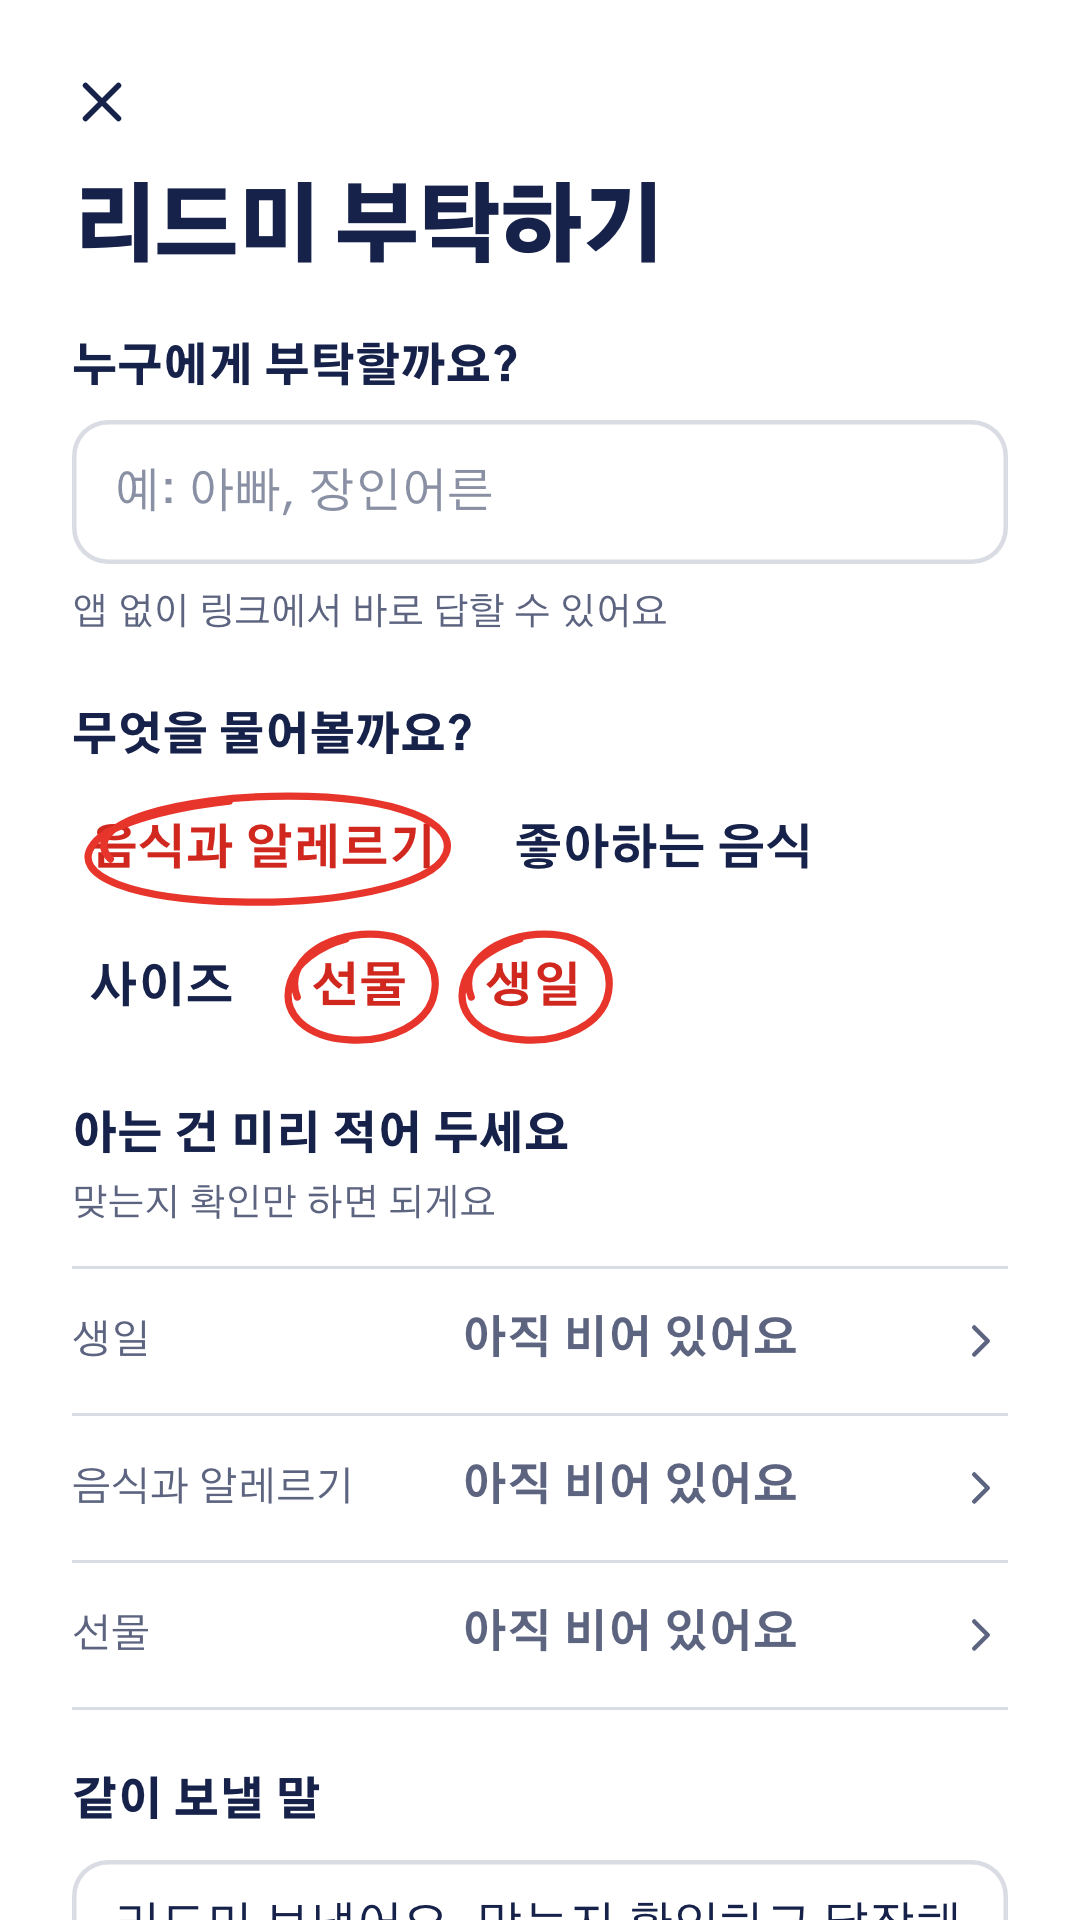 리드미 부탁하기
누구에게 부탁할까요?
예: 아빠, 장인어른
앱 없이 링크에서 바로 답할 수 있어요
무엇을 물어볼까요?
음식과 알레르기 좋아하는 음식
사이즈 선물 생일
아는 건 미리 적어 두세요
맞는지 확인만 하면 되게요
생일 아직 비어 있어요
음식과 알레르기 아직 비어 있어요
선물 아직 비어 있어요
같이 보낼 말